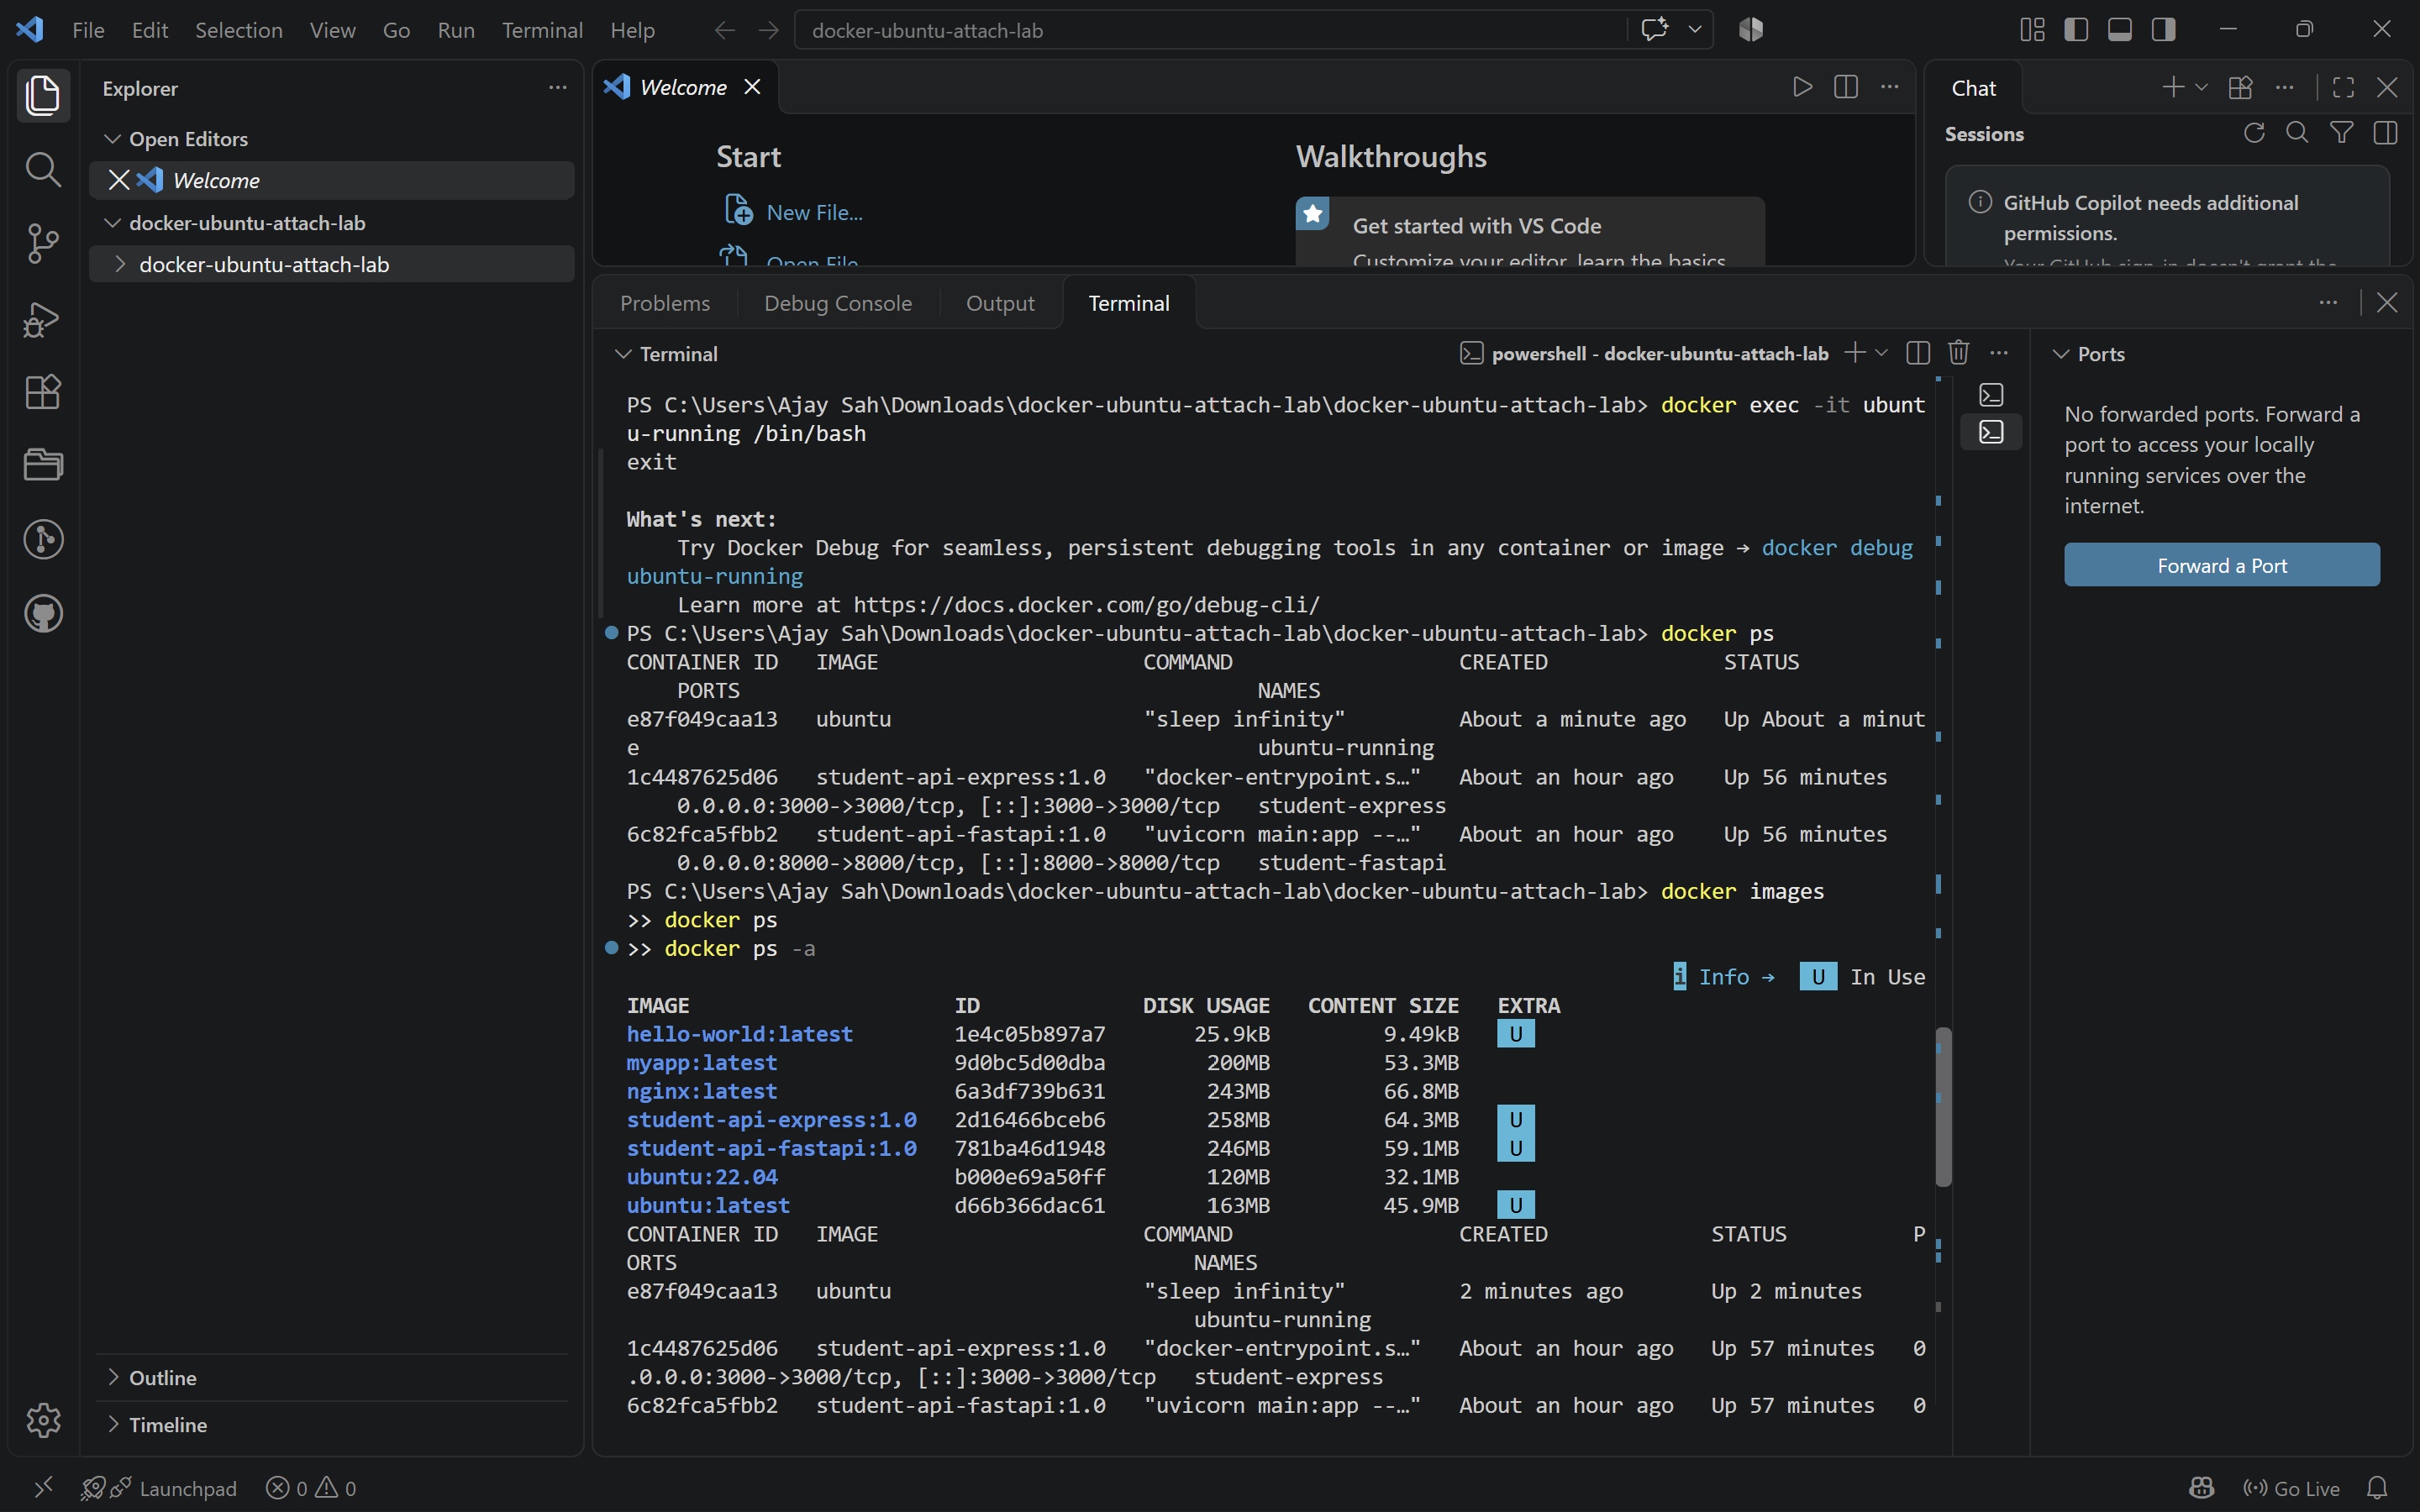 File Edit Selection View Go Run Terminal Help
docker-ubuntu-attach-lab
Explorer
Open Editors
Welcome
docker-ubuntu-attach-lab
docker-ubuntu-attach-lab
Outline
Timeline
Welcome
Start
New File...
Open File
Walkthroughs
Get started with VS Code
Customize your editor, learn the basics
Chat
Sessions
GitHub Copilot needs additional
permissions.
Your GitHub sign-in doesn't grant the
Problems Debug Console Output Terminal
Terminal
powershell - docker-ubuntu-attach-lab
PS C:\Users\Ajay Sah\Downloads\docker-ubuntu-attach-lab\docker-ubuntu-attach-lab> docker exec -it ubunt
u-running /bin/bash
exit
What's next:
    Try Docker Debug for seamless, persistent debugging tools in any container or image → docker debug
ubuntu-running
    Learn more at https://docs.docker.com/go/debug-cli/
PS C:\Users\Ajay Sah\Downloads\docker-ubuntu-attach-lab\docker-ubuntu-attach-lab> docker ps
CONTAINER ID   IMAGE                     COMMAND                  CREATED              STATUS
    PORTS                                         NAMES
e87f049caa13   ubuntu                    "sleep infinity"         About a minute ago   Up About a minut
e                                                 ubuntu-running
1c4487625d06   student-api-express:1.0   "docker-entrypoint.s…"   About an hour ago    Up 56 minutes
    0.0.0.0:3000->3000/tcp, [::]:3000->3000/tcp   student-express
6c82fca5fbb2   student-api-fastapi:1.0   "uvicorn main:app --…"   About an hour ago    Up 56 minutes
    0.0.0.0:8000->8000/tcp, [::]:8000->8000/tcp   student-fastapi
PS C:\Users\Ajay Sah\Downloads\docker-ubuntu-attach-lab\docker-ubuntu-attach-lab> docker images
>> docker ps
>> docker ps -a
i Info →   U  In Use
IMAGE                     ID             DISK USAGE   CONTENT SIZE   EXTRA
hello-world:latest        1e4c05b897a7       25.9kB         9.49kB    U
myapp:latest              9d0bc5d00dba        200MB         53.3MB
nginx:latest              6a3df739b631        243MB         66.8MB
student-api-express:1.0   2d16466bceb6        258MB         64.3MB    U
student-api-fastapi:1.0   781ba46d1948        246MB         59.1MB    U
ubuntu:22.04              b000e69a50ff        120MB         32.1MB
ubuntu:latest             d66b366dac61        163MB         45.9MB    U
CONTAINER ID   IMAGE                     COMMAND                  CREATED             STATUS          P
ORTS                                         NAMES
e87f049caa13   ubuntu                    "sleep infinity"         2 minutes ago       Up 2 minutes
                                             ubuntu-running
1c4487625d06   student-api-express:1.0   "docker-entrypoint.s…"   About an hour ago   Up 57 minutes   0
.0.0.0:3000->3000/tcp, [::]:3000->3000/tcp   student-express
6c82fca5fbb2   student-api-fastapi:1.0   "uvicorn main:app --…"   About an hour ago   Up 57 minutes   0
Ports
No forwarded ports. Forward a
port to access your locally
running services over the
internet.
Forward a Port
Launchpad 0 0
Go Live